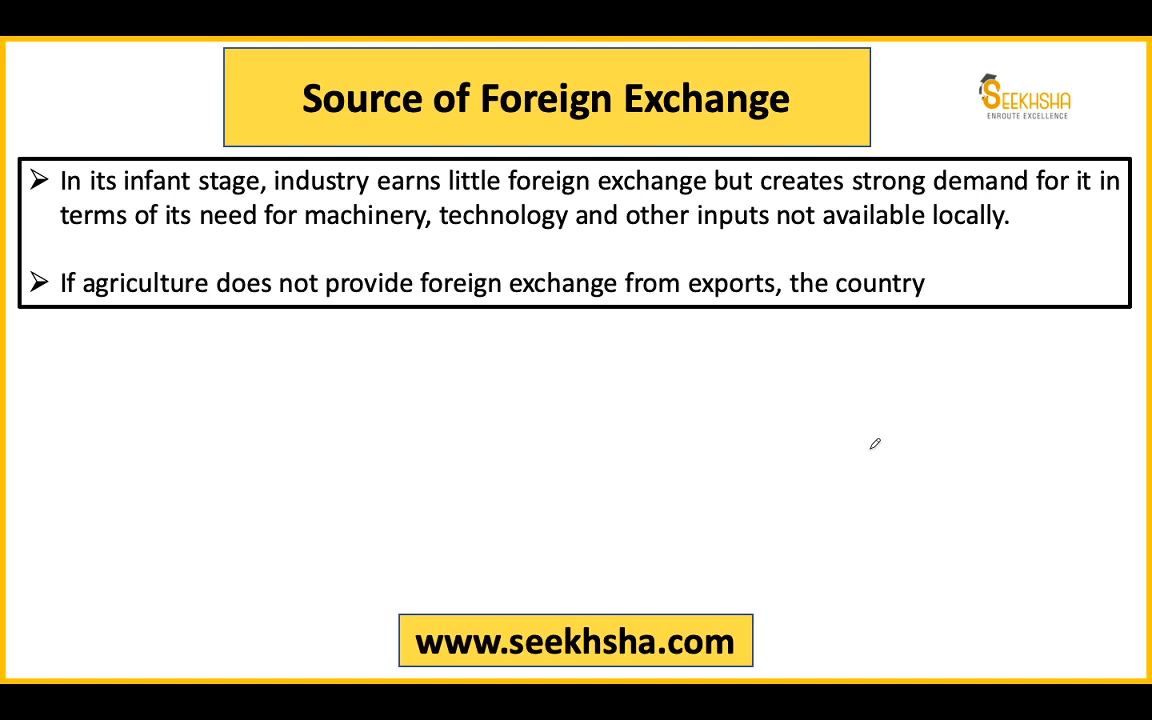 Source of Foreign Exchange
SEEKHSHA
ENROUTE EXCELLENCE
➢ In its infant stage, industry earns little foreign exchange but creates strong demand for it in
terms of its need for machinery, technology and other inputs not available locally.
➢ If agriculture does not provide foreign exchange from exports, the country
www.seekhsha.com